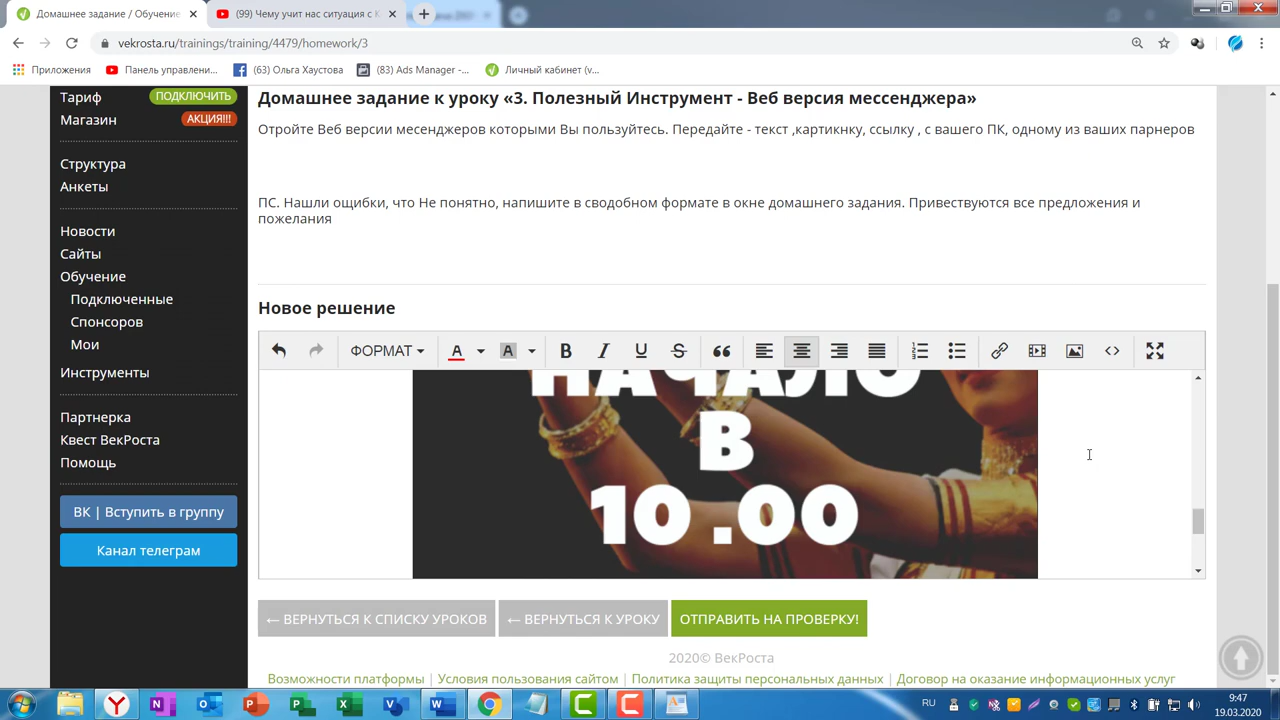 Домашнее задание / Обучение
(99) Чему учит нас ситуация с К
vekrosta.ru/trainings/training/4479/homework/3
Приложения
Панель управлени...
(63) Ольга Хаустова
(83) Ads Manager -...
Личный кабинет (v...
Тариф
ПОДКЛЮЧИТЬ
Магазин
АКЦИЯ!!!
Структура
Анкеты
Новости
Сайты
Обучение
Подключенные
Спонсоров
Мои
Инструменты
Партнерка
Квест ВекРоста
Помощь
ВК | Вступить в группу
Канал телеграм
Домашнее задание к уроку «3. Полезный Инструмент - Веб версия мессенджера»
Отройте Веб версии месенджеров которыми Вы пользуйтесь. Передайте - текст ,картикнку, ссылку , с вашего ПК, одному из ваших парнеров
ПС. Нашли ощибки, что Не понятно, напишите в сводобном формате в окне домашнего задания. Привествуются все предложения и
пожелания
Новое решение
ФОРМАТ
НАЧАЛО
В
10 .00
← ВЕРНУТЬСЯ К СПИСКУ УРОКОВ
← ВЕРНУТЬСЯ К УРОКУ
ОТПРАВИТЬ НА ПРОВЕРКУ!
2020© ВекРоста
Возможности платформы | Условия пользования сайтом | Политика защиты персональных данных | Договор на оказание информационных услуг
RU
9:47
19.03.2020